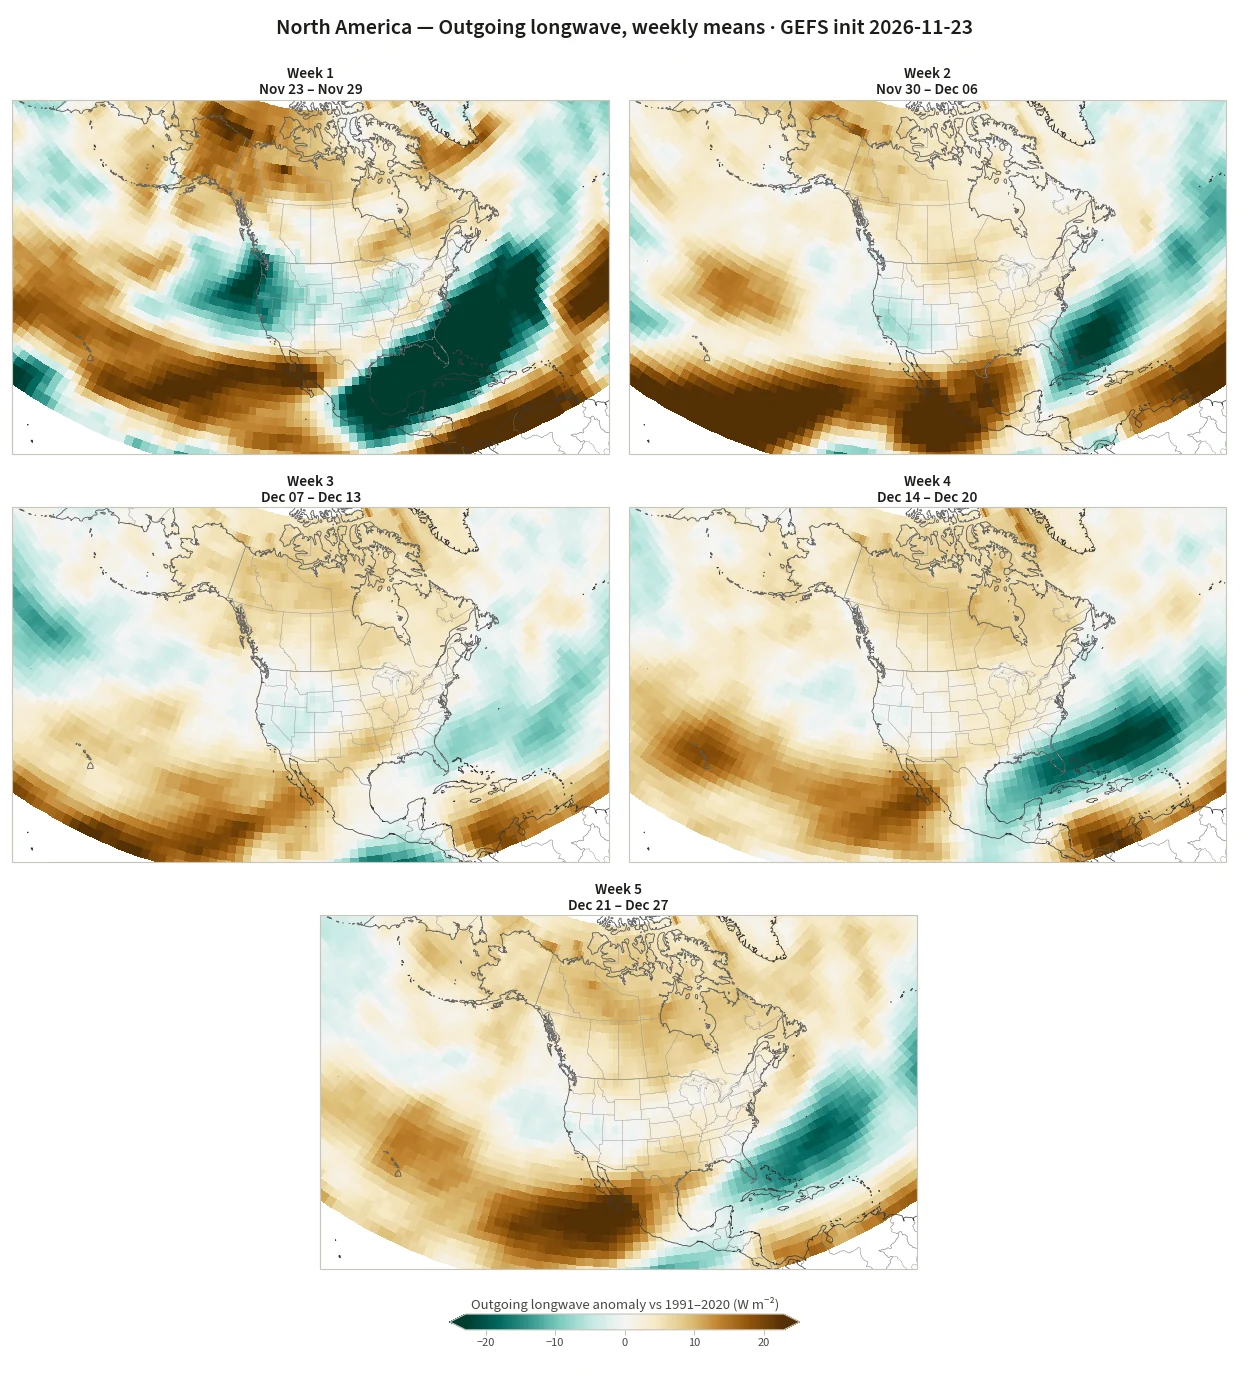 North America — Outgoing longwave, weekly means · GEFS init 2026-11-23
Week 1
Nov 23 – Nov 29
Week 2
Nov 30 – Dec 06
Week 3
Dec 07 – Dec 13
Week 4
Dec 14 – Dec 20
Week 5
Dec 21 – Dec 27
Outgoing longwave anomaly vs 1991–2020 (W m⁻²)
−20 −10 0 10 20